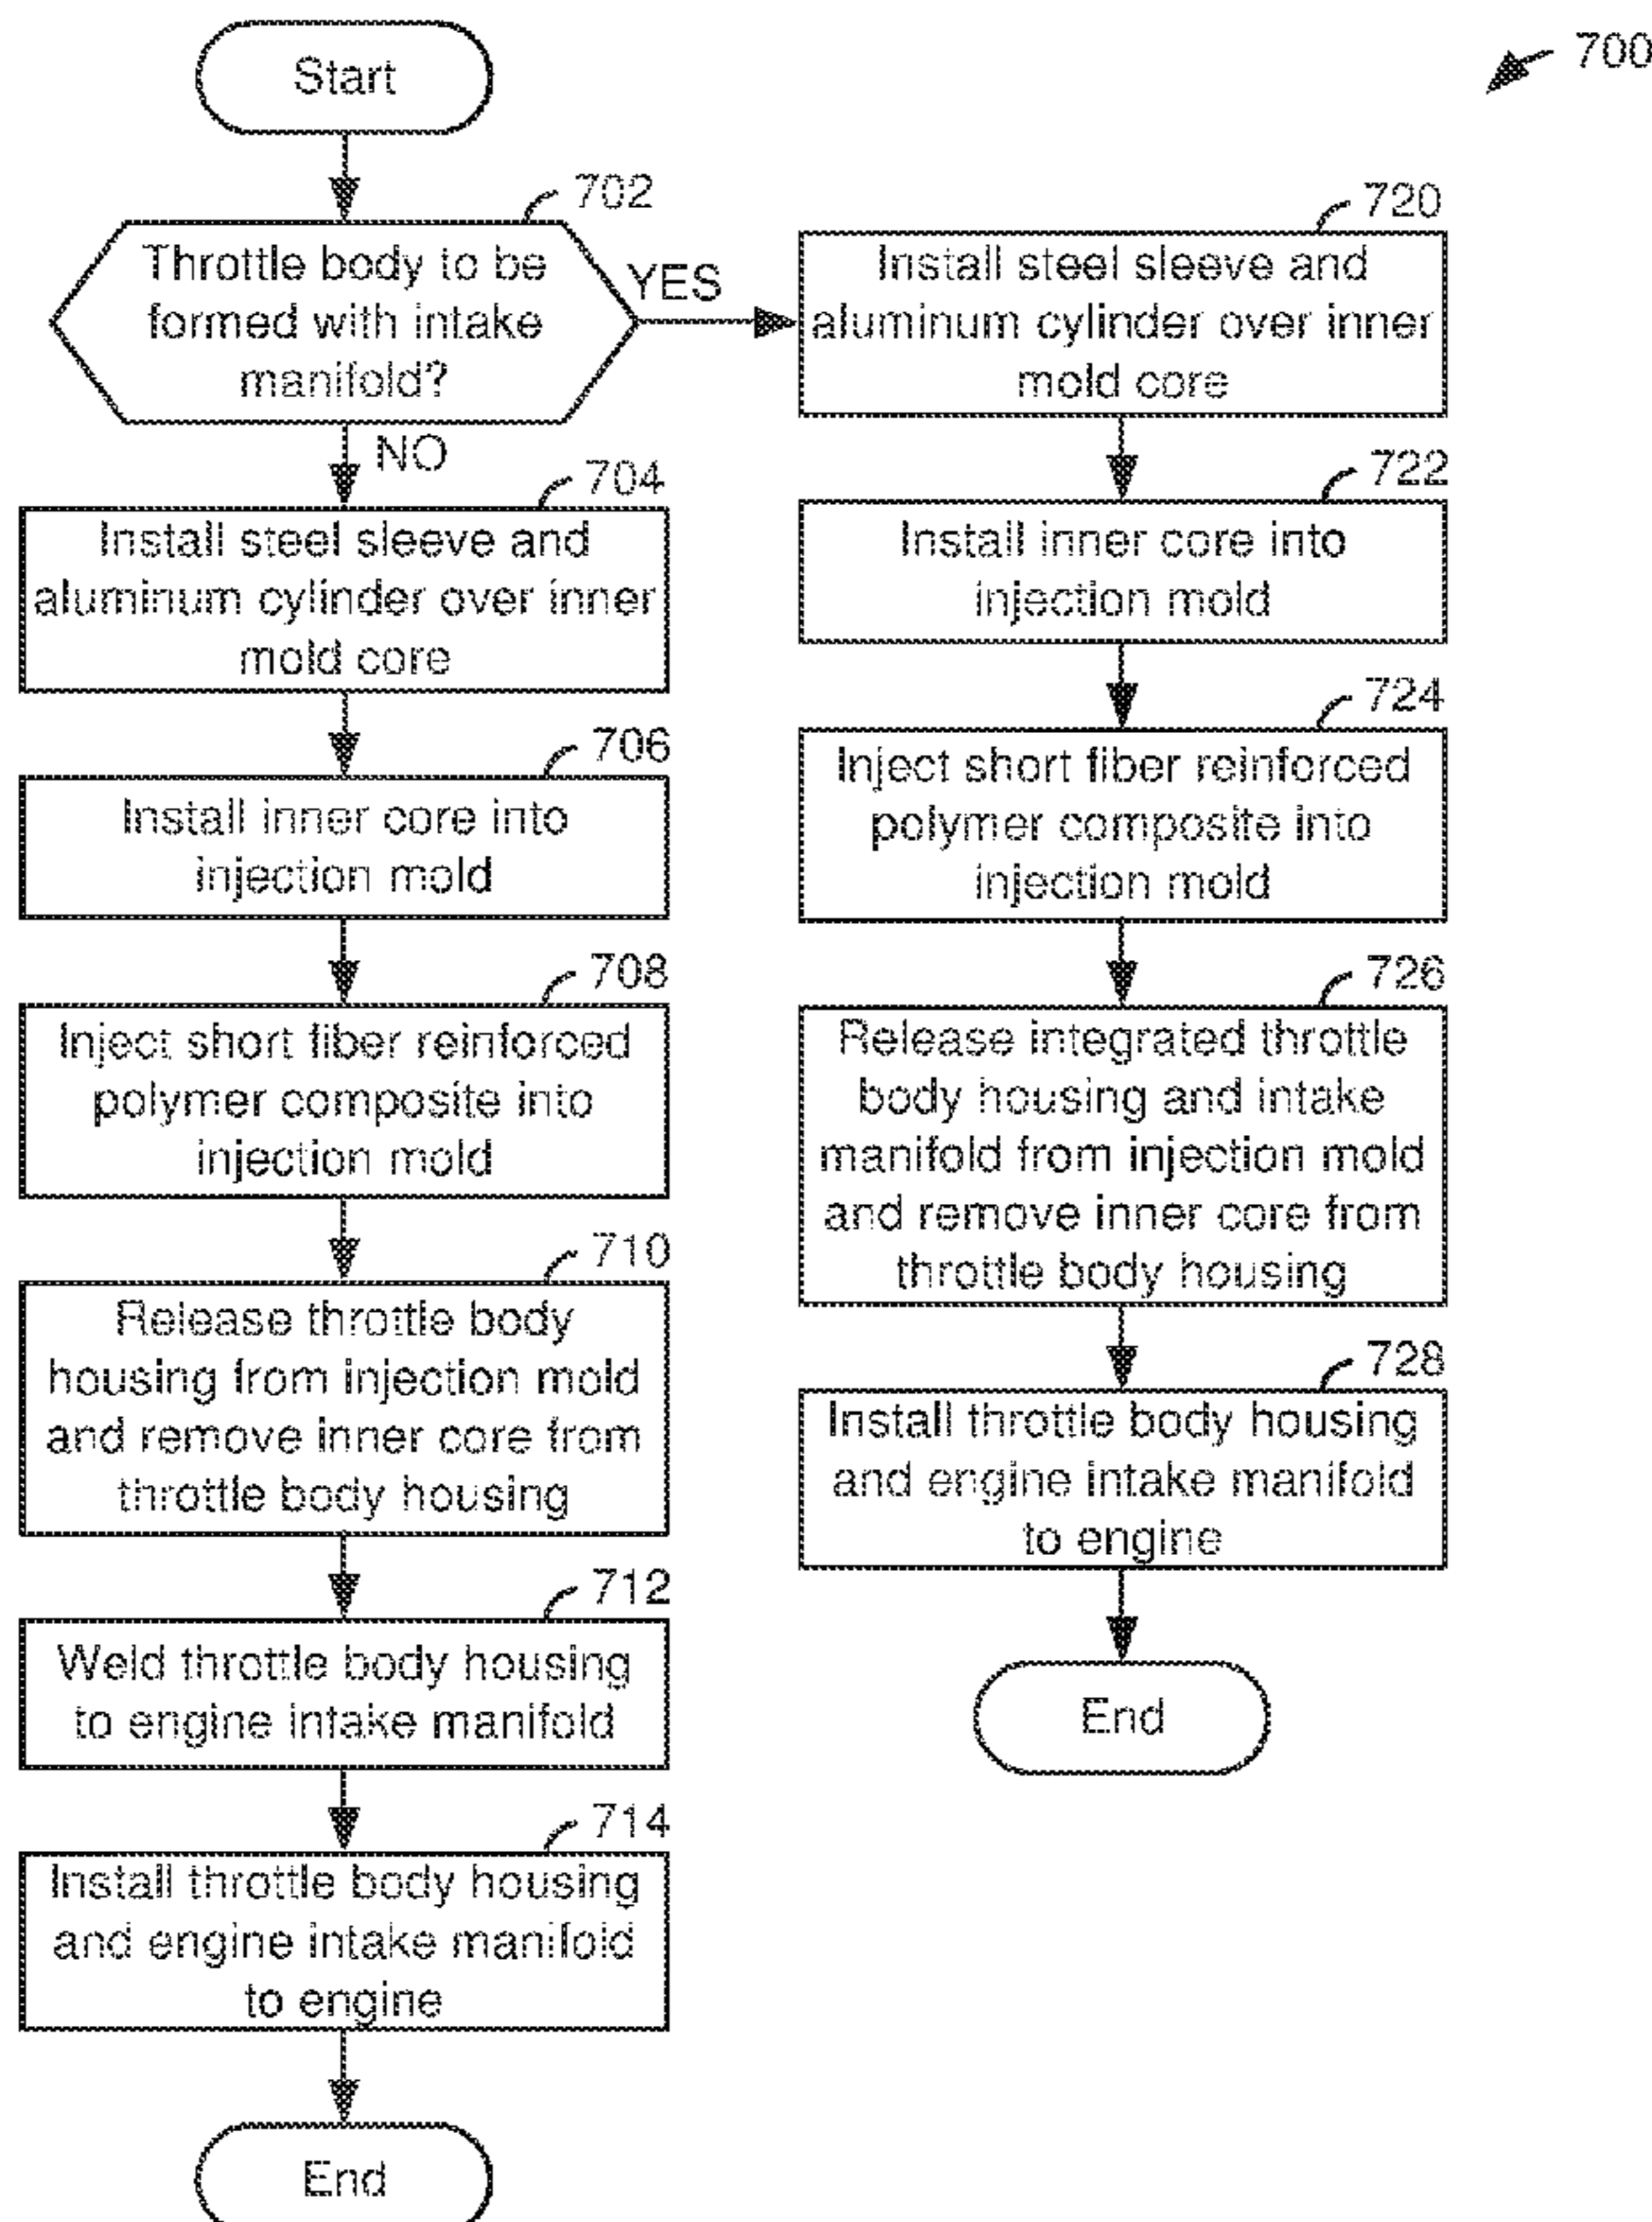 700
Start
702
Throttle body to be
formed with intake
manifold?
YES
NO
704
Install steel sleeve and
aluminum cylinder over inner
mold core
706
Install inner core into
injection mold
708
Inject short fiber reinforced
polymer composite into
injection mold
710
Release throttle body
housing from injection mold
and remove inner core from
throttle body housing
712
Weld throttle body housing
to engine intake manifold
714
Install throttle body housing
and engine intake manifold
to engine
End
720
Install steel sleeve and
aluminum cylinder over inner
mold core
722
Install inner core into
injection mold
724
Inject short fiber reinforced
polymer composite into
injection mold
726
Release integrated throttle
body housing and intake
manifold from injection mold
and remove inner core from
throttle body housing
728
Install throttle body housing
and engine intake manifold
to engine
End